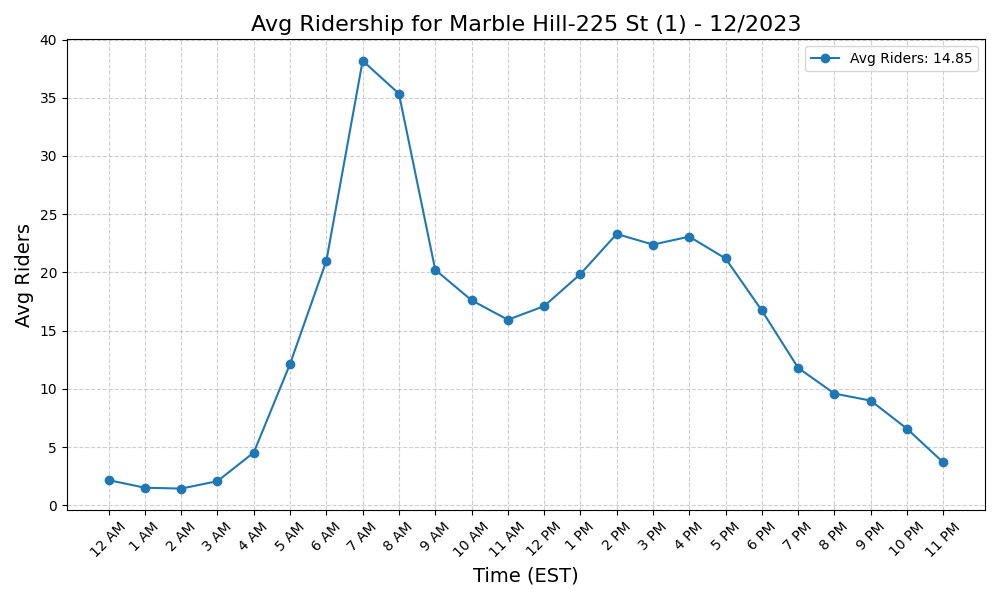 Avg Ridership for Marble Hill-225 St (1) - 12/2023
Avg Riders: 14.85
40
35
30
25
20
15
10
5
0
Avg Riders
12 AM
1 AM
2 AM
3 AM
4 AM
5 AM
6 AM
7 AM
8 AM
9 AM
10 AM
11 AM
12 PM
1 PM
2 PM
3 PM
4 PM
5 PM
6 PM
7 PM
8 PM
9 PM
10 PM
11 PM
Time (EST)